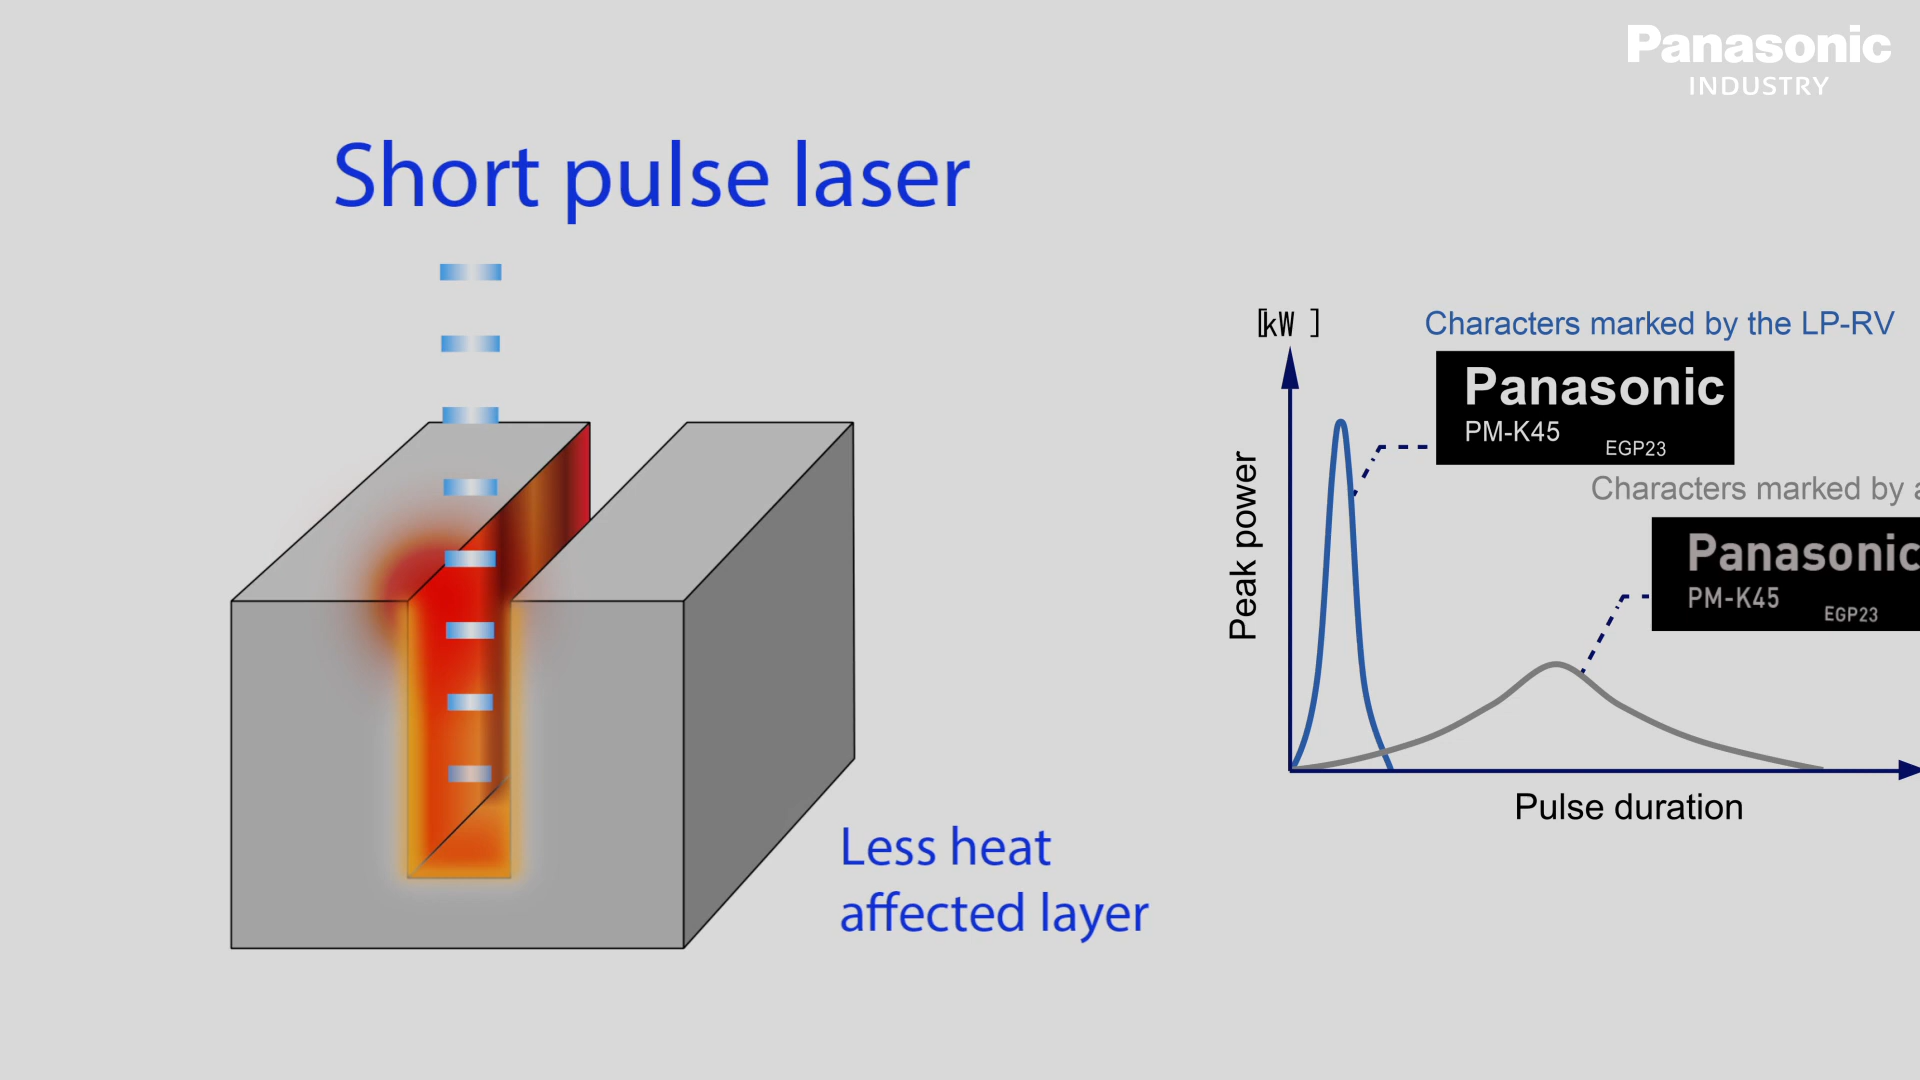 Panasonic
INDUSTRY
Short pulse laser
[kW ]
Characters marked by the LP-RV
Panasonic
PM-K45
EGP23
Characters marked by
Panasonic
PM-K45
EGP23
Peak power
Pulse duration
Less heat
affected layer